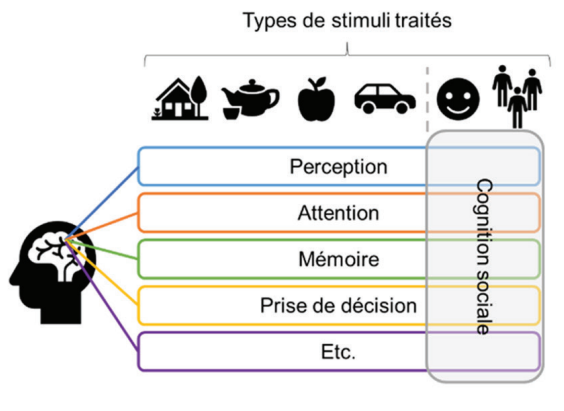 Types de stimuli traités
Perception
Attention
Mémoire
Prise de décision
Etc.
Cognition sociale